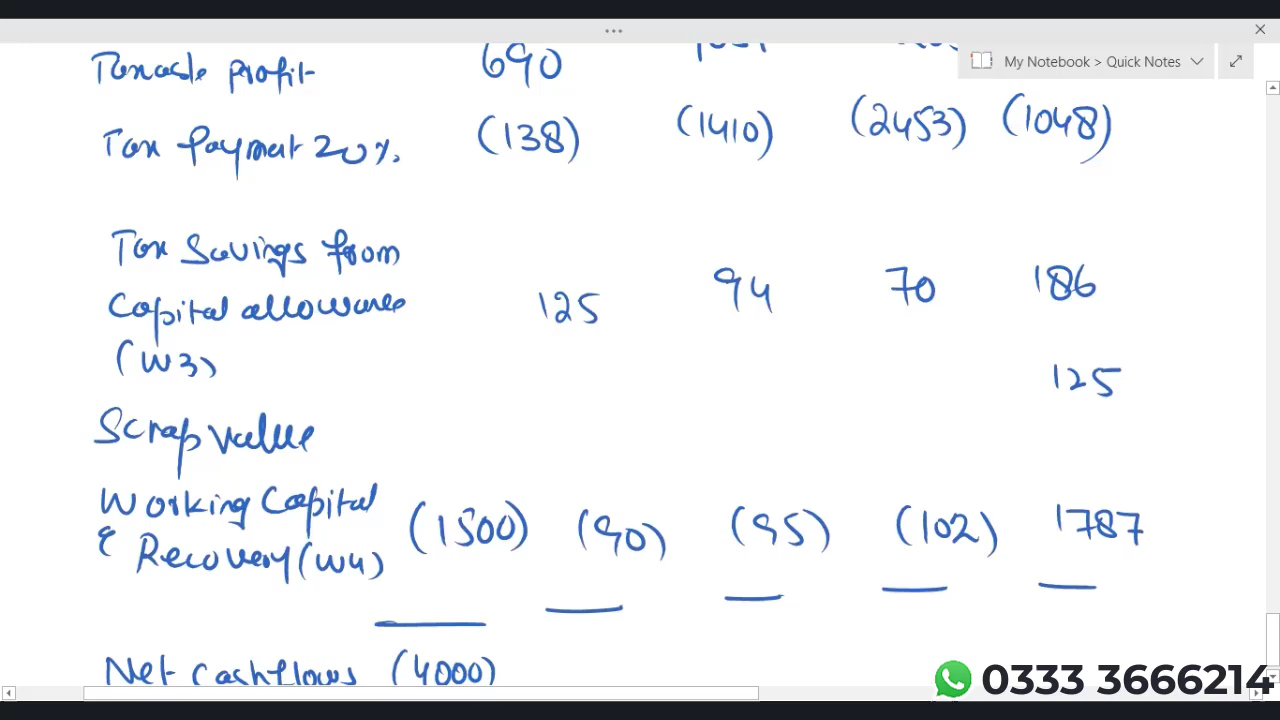 My Notebook > Quick Notes
Taxable profit 690
Tax Payment 20%. (138) (1410) (2453) (1048)
Tax Savings from
Capital allowance 125 94 70 186
(W3)
125
Scrap value
Working Capital (1500) (90) (95) (102) 1787
& Recovery (W4)
Net cashflows (4000)
0333 3666214